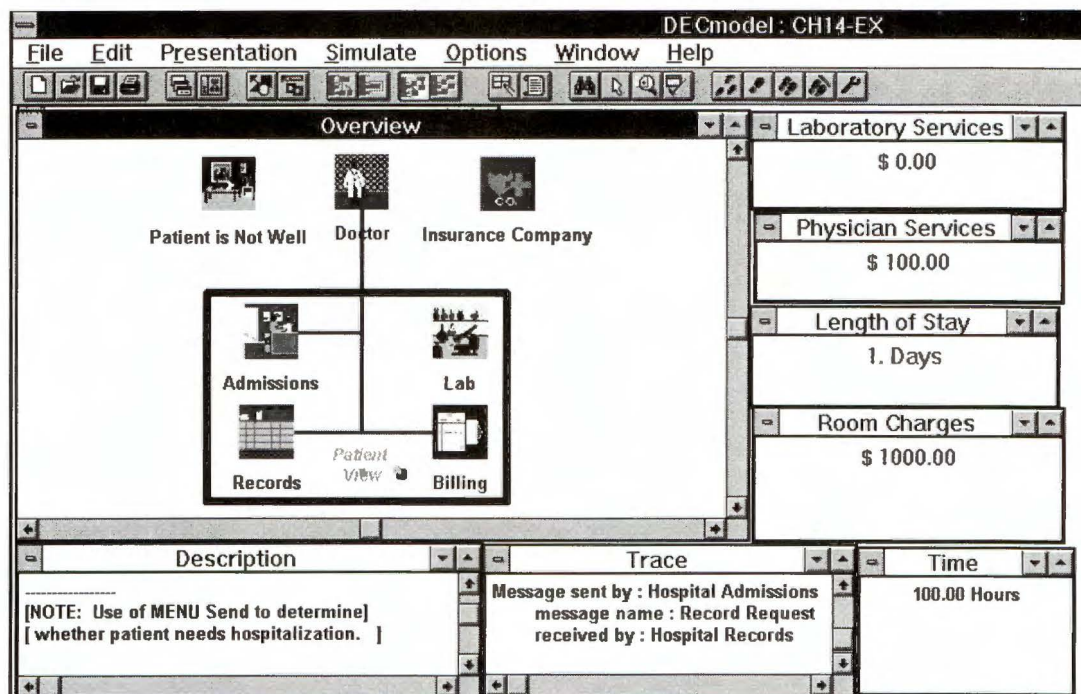 DECmodel : CH14-EX
File Edit Presentation Simulate Options Window Help
Overview
Patient is Not Well
Doctor
C O.
Insurance Company
Admissions
Lab
Records
Patient
View
Billing
Laboratory Services
$ 0.00
Physician Services
$ 100.00
Length of Stay
1. Days
Room Charges
$ 1000.00
Description
----------------
[NOTE: Use of MENU Send to determine]
[ whether patient needs hospitalization. ]
Trace
Message sent by : Hospital Admissions
message name : Record Request
received by : Hospital Records
Time
100.00 Hours